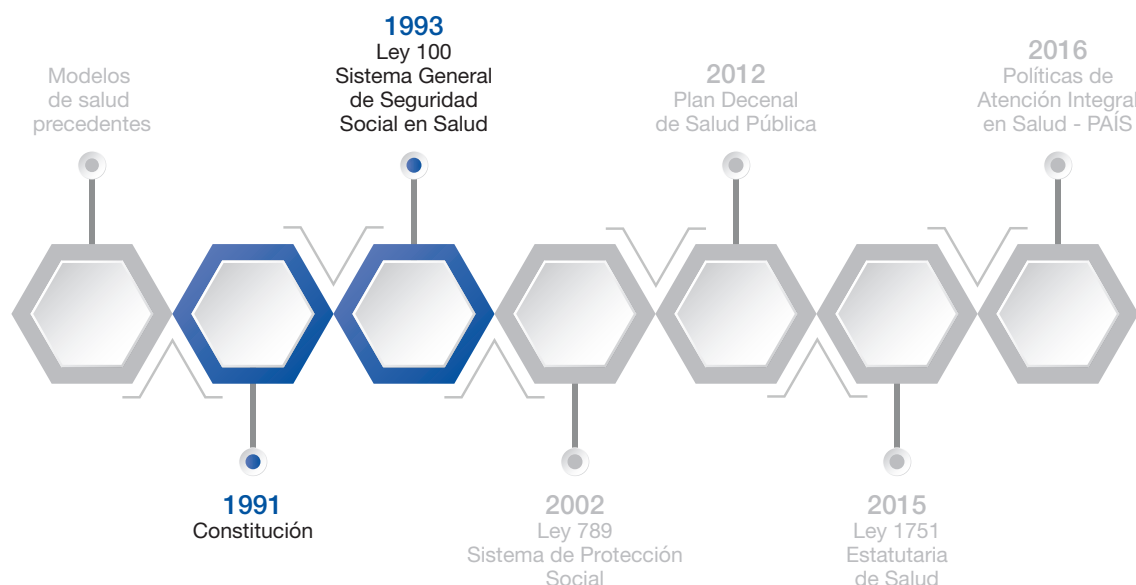 Modelos
de salud
precedentes
1993
Ley 100
Sistema General
de Seguridad
Social en Salud
2012
Plan Decenal
de Salud Pública
2016
Políticas de
Atención Integral
en Salud - PAÍS
1991
Constitución
2002
Ley 789
Sistema de Protección
Social
2015
Ley 1751
Estatutaria
de Salud